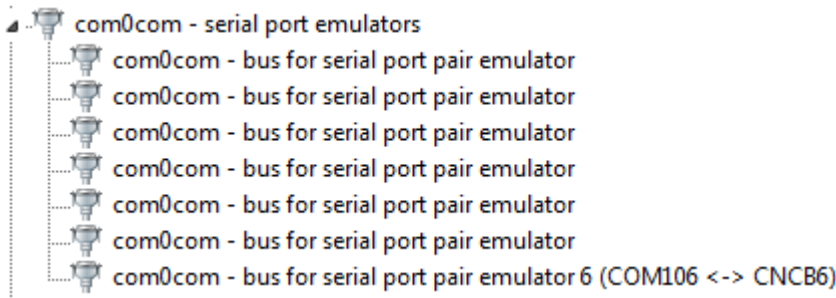 com0com - serial port emulators
com0com - bus for serial port pair emulator
com0com - bus for serial port pair emulator
com0com - bus for serial port pair emulator
com0com - bus for serial port pair emulator
com0com - bus for serial port pair emulator
com0com - bus for serial port pair emulator
com0com - bus for serial port pair emulator 6 (COM106 <-> CNCB6)